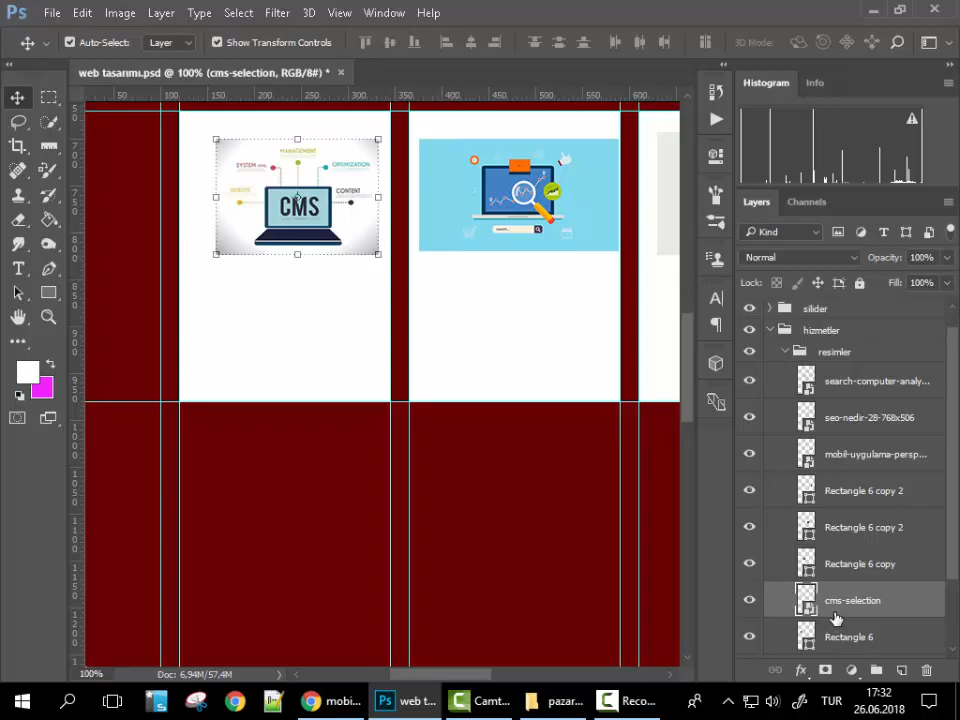 Ps File Edit Image Layer Type Select Filter 3D View Window Help
Auto-Select: Layer Show Transform Controls 3D Mode:
web tasarımı.psd @ 100% (cms-selection, RGB/8#) * ×
50 100 150 200 250 300 350 400 450 500 550 600
MANAGEMENT
SYSTEM HTML
OPTIMIZATION
WEBSITE
CONTENT
CMS
search
Histogram Info
Layers Channels
Kind
Normal Opacity: 100%
Lock: Fill: 100%
silider
hizmetler
resimler
search-computer-analy...
seo-nedir-28-768x506
mobil-uygulama-persp...
Rectangle 6 copy 2
Rectangle 6 copy 2
Rectangle 6 copy
cms-selection
Rectangle 6
100% Doc: 6,94M/57,4M
mobi... Ps web t... Camt... pazar... Reco... TUR 17:32
26.06.2018